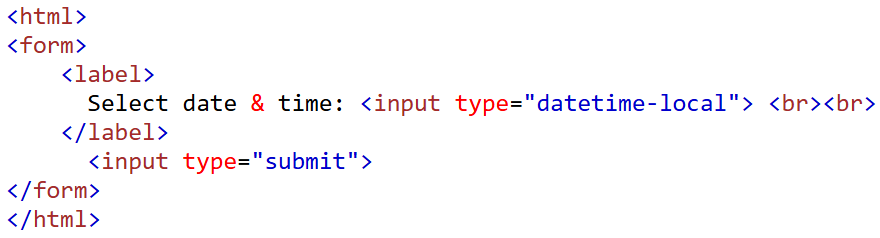 <html>
<form>
    <label>
      Select date & time: <input type="datetime-local"> <br><br>
    </label>
      <input type="submit">
</form>
</html>